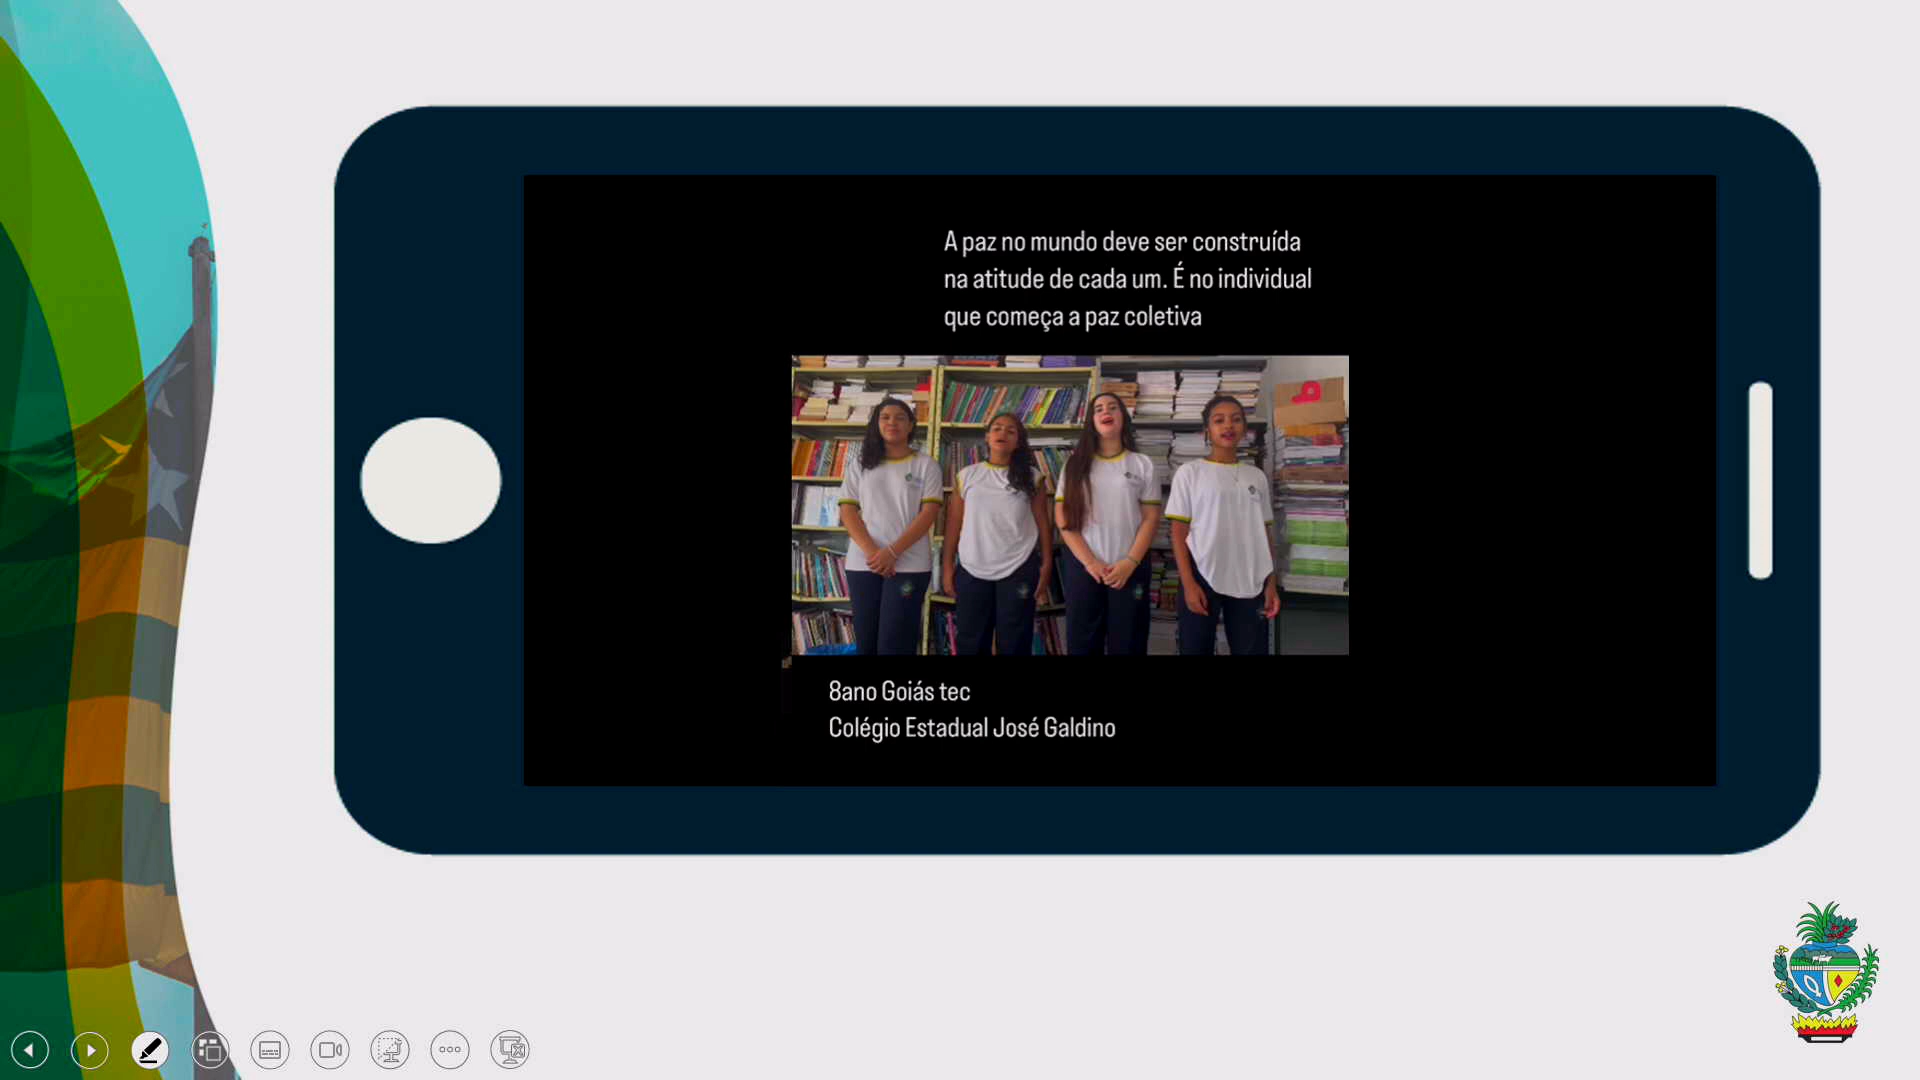 A paz no mundo deve ser construída
na atitude de cada um. É no individual
que começa a paz coletiva
8ano Goiás tec
Colégio Estadual José Galdino